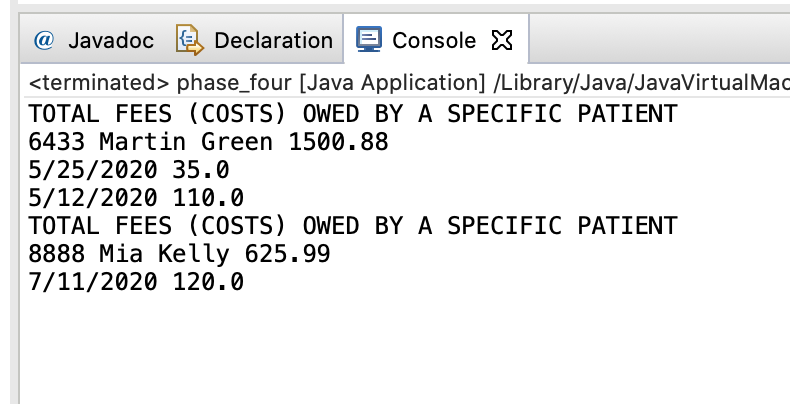 @ Javadoc Declaration Console
<terminated> phase_four [Java Application] /Library/Java/JavaVirtualMac
TOTAL FEES (COSTS) OWED BY A SPECIFIC PATIENT
6433 Martin Green 1500.88
5/25/2020 35.0
5/12/2020 110.0
TOTAL FEES (COSTS) OWED BY A SPECIFIC PATIENT
8888 Mia Kelly 625.99
7/11/2020 120.0